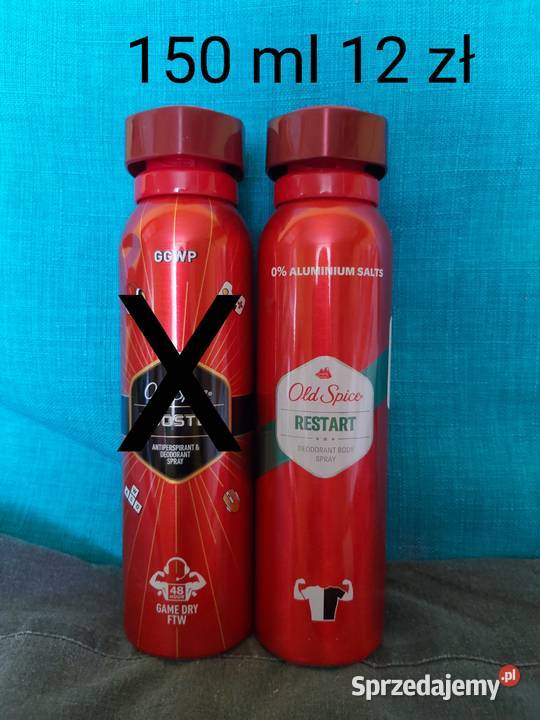 150 ml 12 zł
GGWP
X
ANTIPERSPIRANT &
DEODORANT
SPRAY
48
HOUR
GAME DRY
FTW
0% ALUMINIUM SALTS
Old Spice
RESTART
DEODORANT BODY
SPRAY
Sprzedajemy.pl